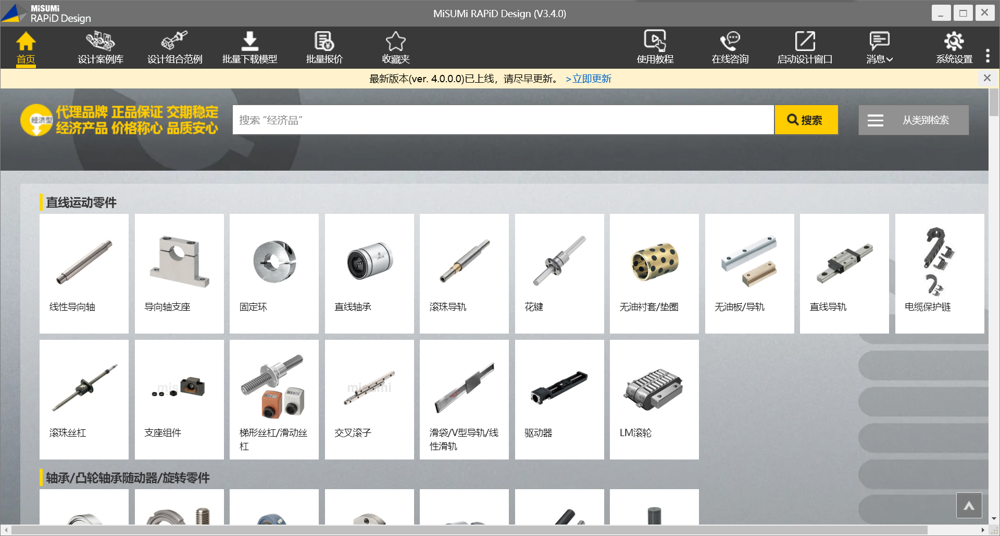 MiSUMi
RAPiD Design
MiSUMi RAPiD Design (V3.4.0)
首页
设计案例库
设计组合范例
批量下载模型
批量报价
收藏夹
使用教程
在线咨询
启动设计窗口
消息
系统设置
最新版本(ver. 4.0.0.0)已上线，请尽早更新。 >立即更新
经济型
代理品牌 正品保证 交期稳定
经济产品 价格称心 品质安心
搜索 “经济品”
搜索
从类别检索
直线运动零件
线性导向轴
导向轴支座
固定环
直线轴承
滚珠导轨
花键
无油衬套/垫圈
无油板/导轨
直线导轨
电缆保护链
滚珠丝杠
支座组件
梯形丝杠/滑动丝
杠
交叉滚子
滑袋/V型导轨/线
性滑轨
驱动器
LM滚轮
轴承/凸轮轴承随动器/旋转零件